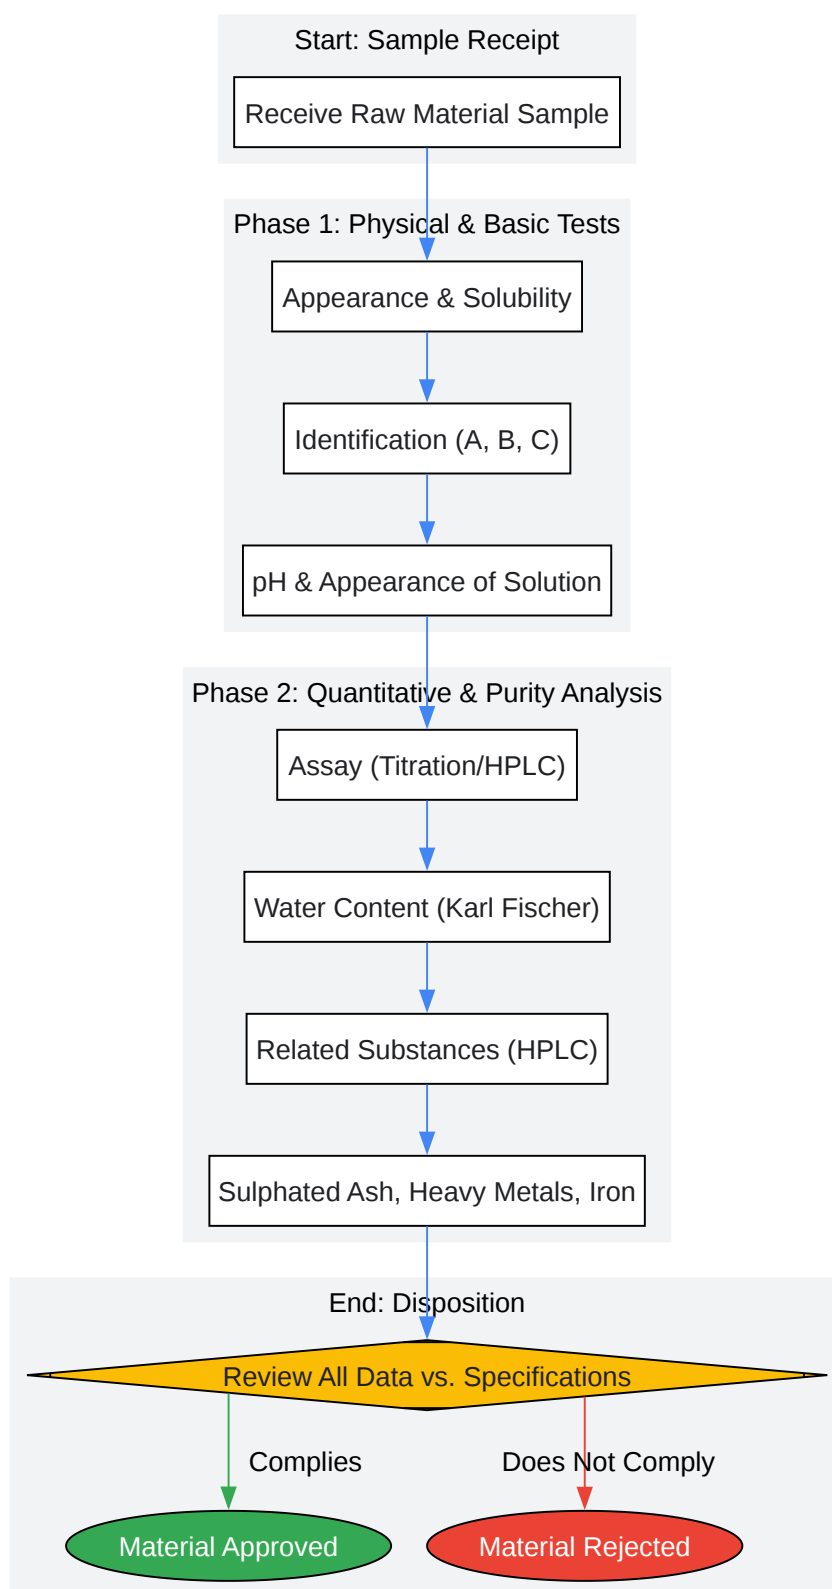 Start: Sample Receipt
Receive Raw Material Sample
Phase 1: Physical & Basic Tests
Appearance & Solubility
Identification (A, B, C)
pH & Appearance of Solution
Phase 2: Quantitative & Purity Analysis
Assay (Titration/HPLC)
Water Content (Karl Fischer)
Related Substances (HPLC)
Sulphated Ash, Heavy Metals, Iron
End: Disposition
Review All Data vs. Specifications
Complies
Does Not Comply
Material Approved
Material Rejected